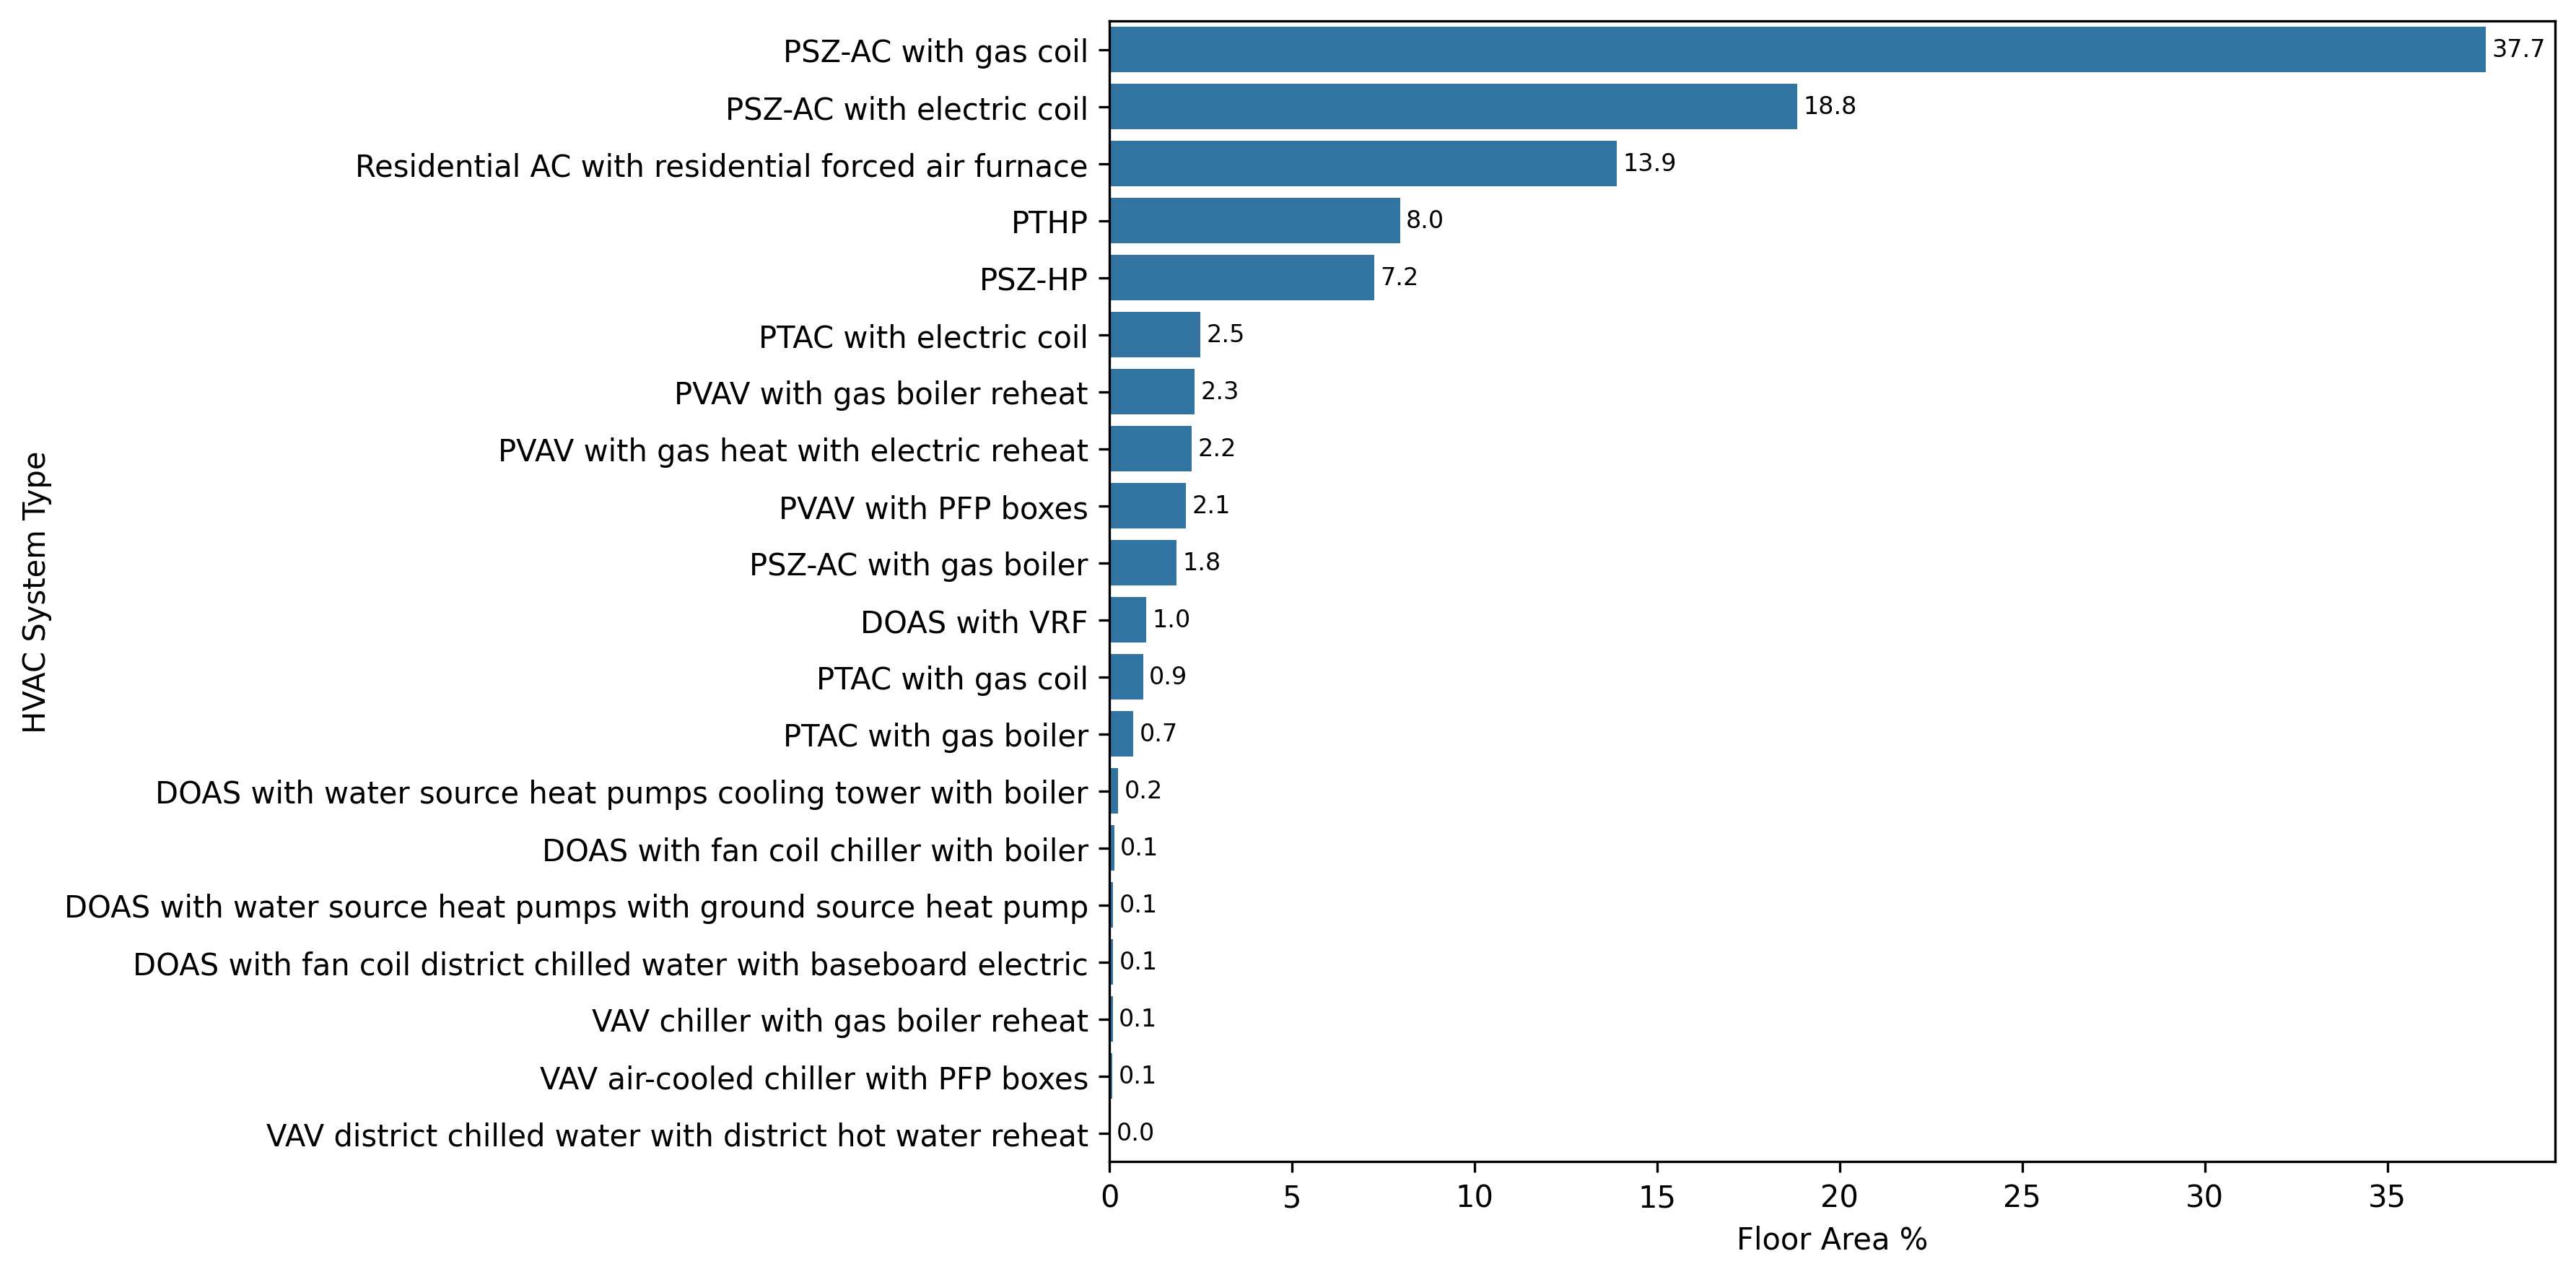 HVAC System Type
PSZ-AC with gas coil 37.7
PSZ-AC with electric coil 18.8
Residential AC with residential forced air furnace 13.9
PTHP 8.0
PSZ-HP 7.2
PTAC with electric coil 2.5
PVAV with gas boiler reheat 2.3
PVAV with gas heat with electric reheat 2.2
PVAV with PFP boxes 2.1
PSZ-AC with gas boiler 1.8
DOAS with VRF 1.0
PTAC with gas coil 0.9
PTAC with gas boiler 0.7
DOAS with water source heat pumps cooling tower with boiler 0.2
DOAS with fan coil chiller with boiler 0.1
DOAS with water source heat pumps with ground source heat pump 0.1
DOAS with fan coil district chilled water with baseboard electric 0.1
VAV chiller with gas boiler reheat 0.1
VAV air-cooled chiller with PFP boxes 0.1
VAV district chilled water with district hot water reheat 0.0
0 5 10 15 20 25 30 35
Floor Area %